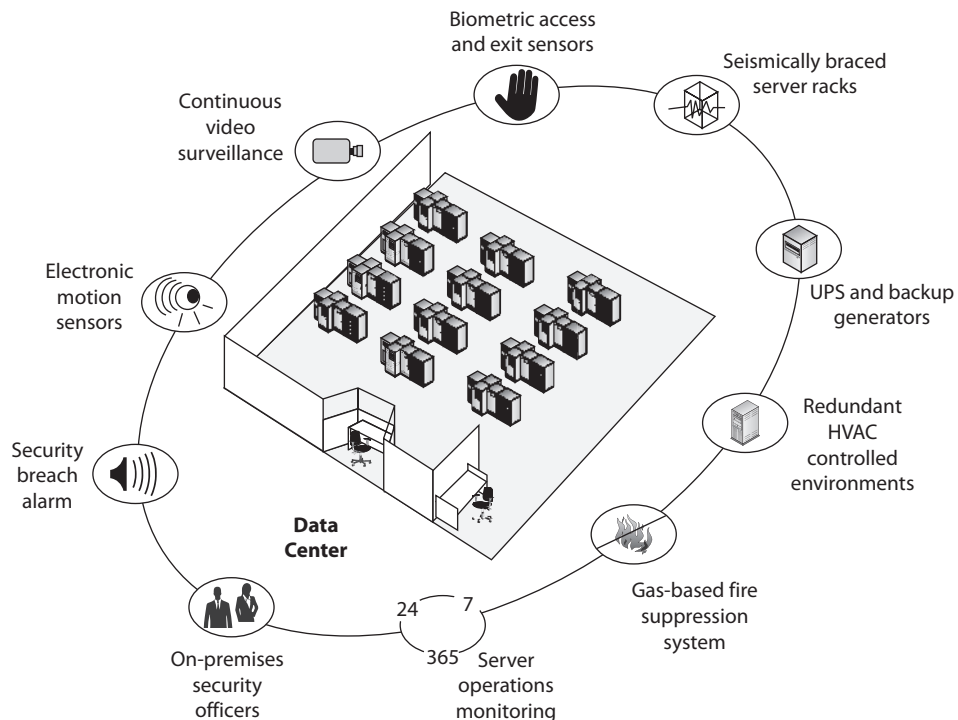 Biometric access
and exit sensors
Seismically braced
server racks
Continuous
video
surveillance
UPS and backup
generators
Electronic
motion
sensors
Redundant
HVAC
controlled
environments
Security
breach
alarm
Data
Center
Gas-based fire
suppression
system
24
7
365
Server
operations
monitoring
On-premises
security
officers